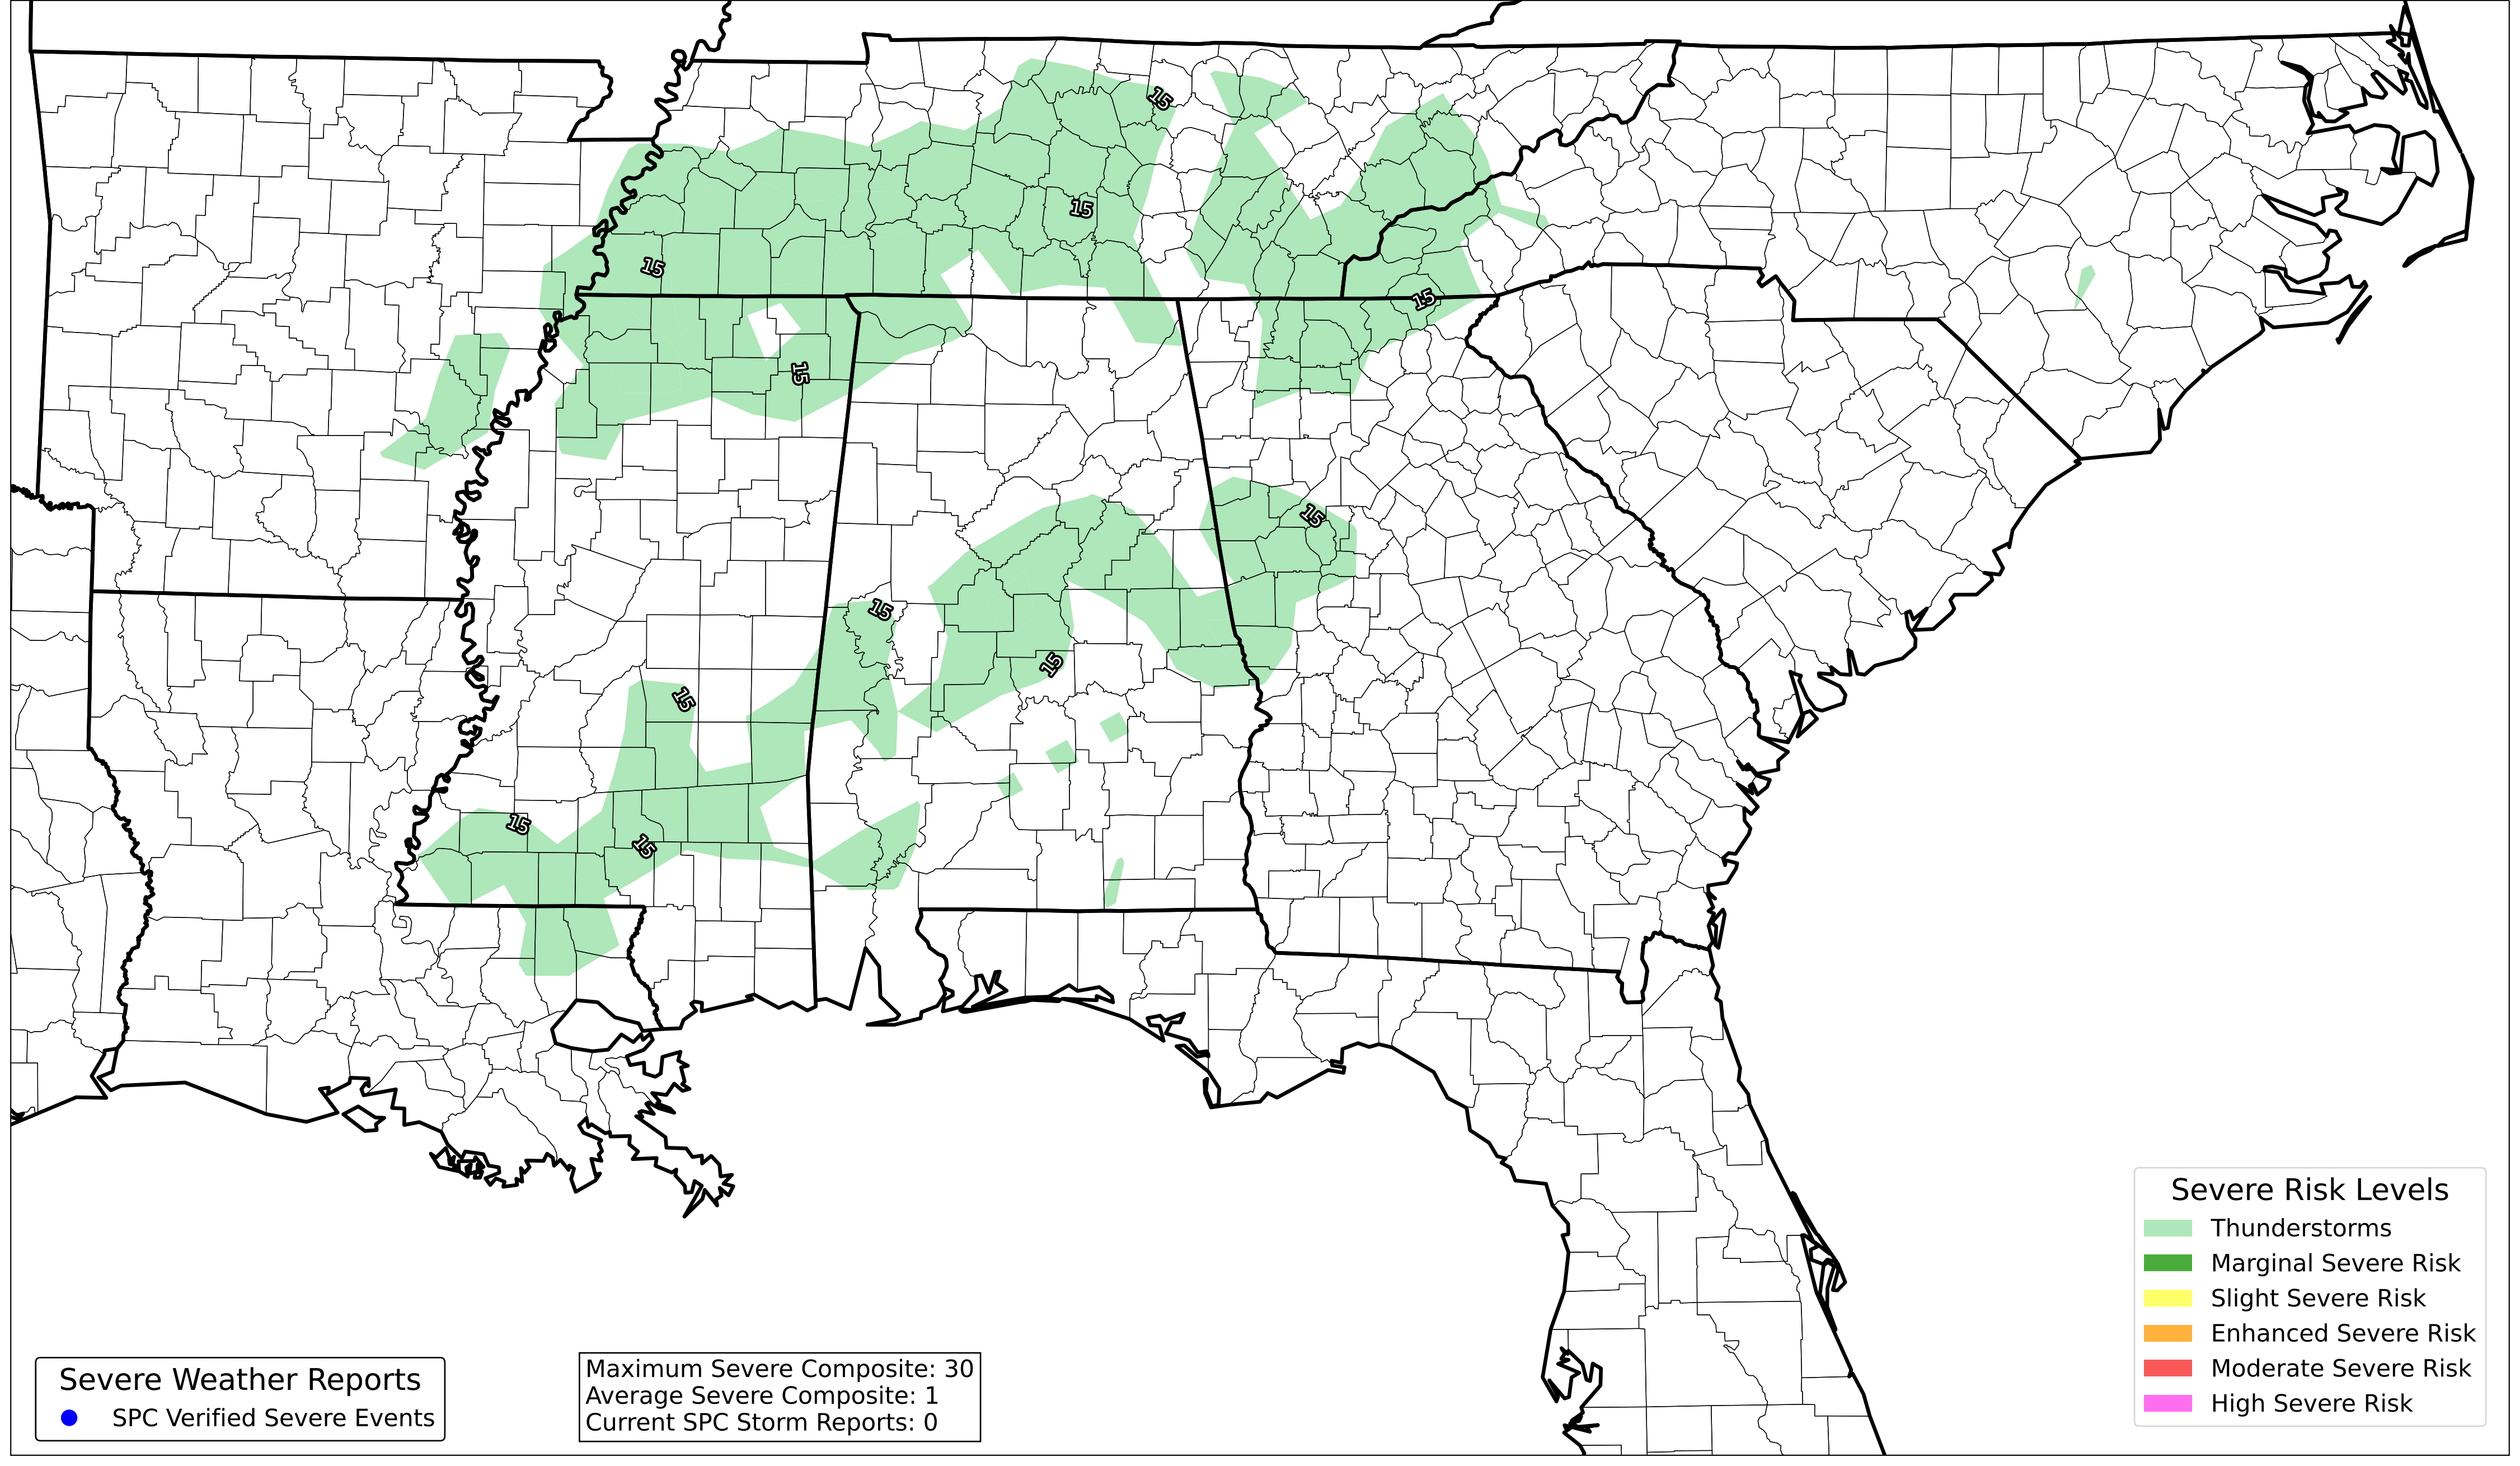 15
15
15
15
15
15
15
15
15
15
15
Severe Weather Reports
SPC Verified Severe Events
Maximum Severe Composite: 30
Average Severe Composite: 1
Current SPC Storm Reports: 0
Severe Risk Levels
Thunderstorms
Marginal Severe Risk
Slight Severe Risk
Enhanced Severe Risk
Moderate Severe Risk
High Severe Risk